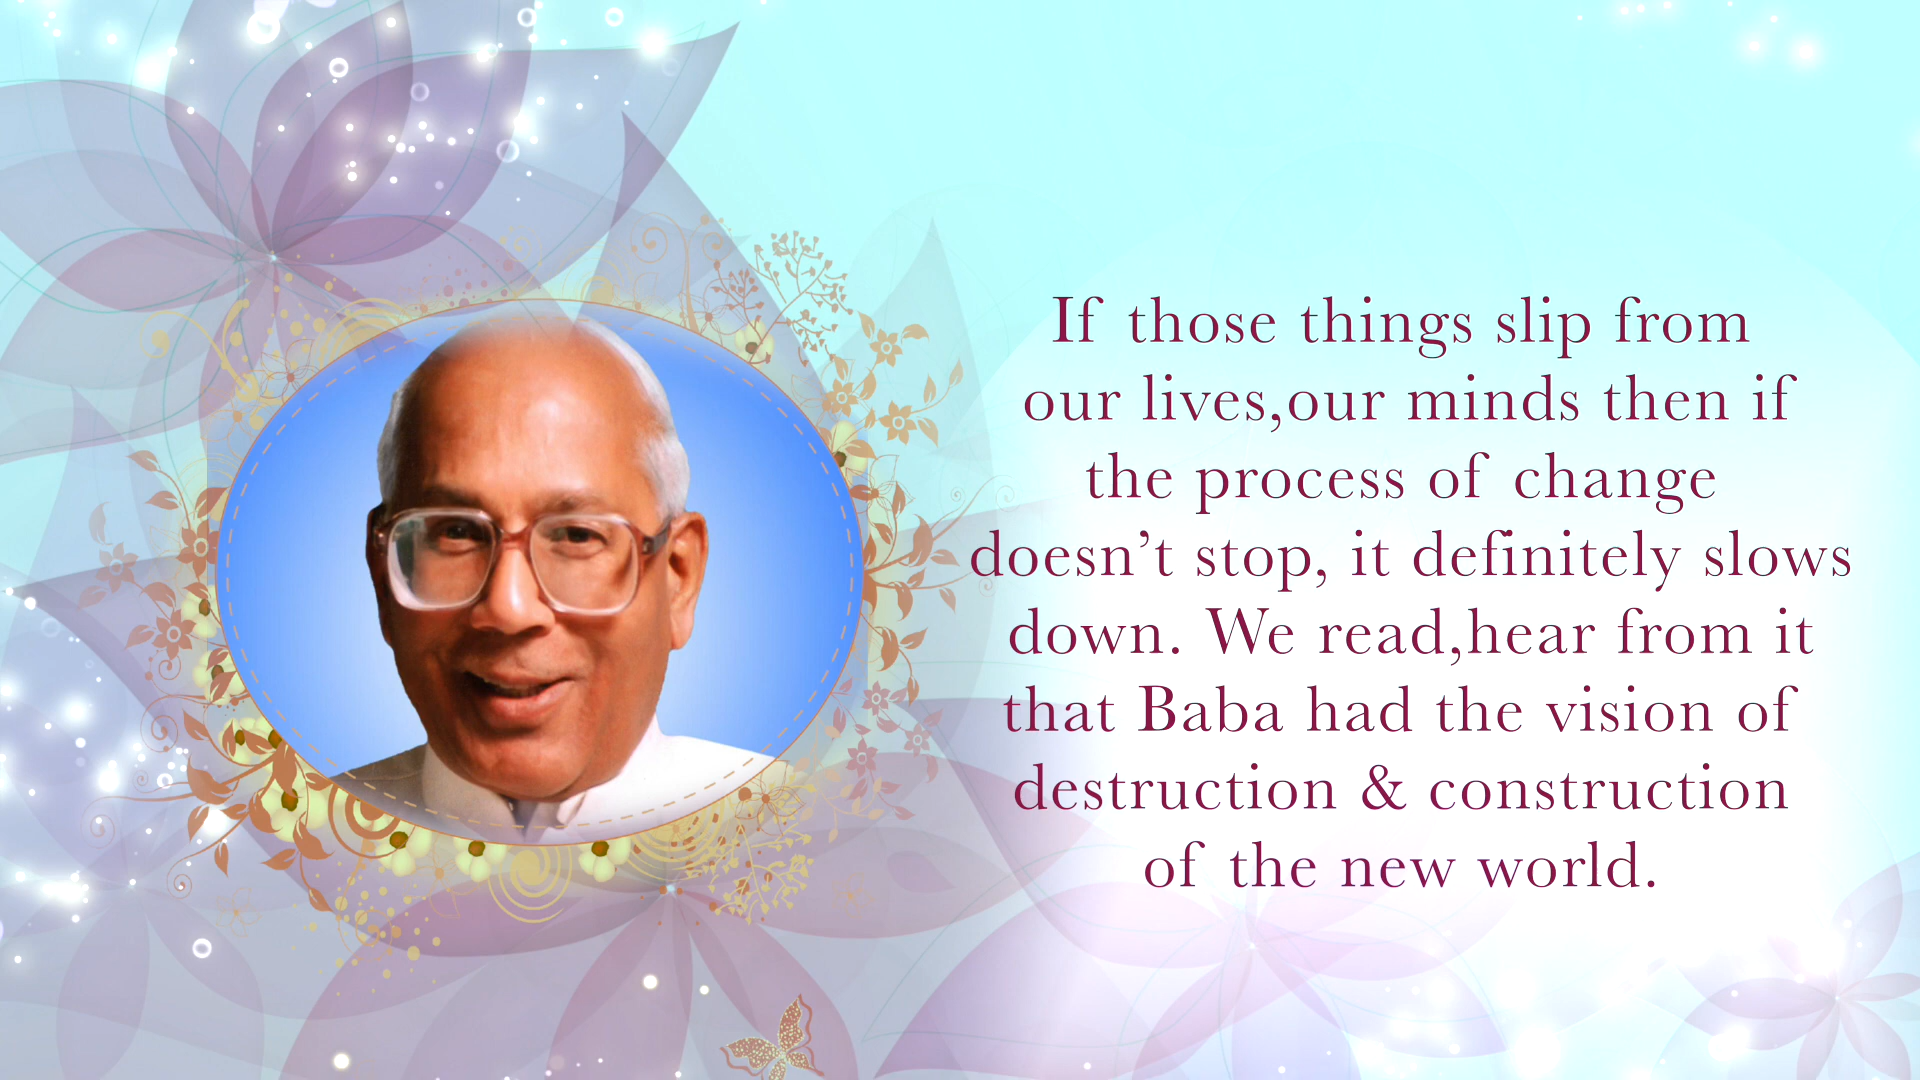 If those things slip from
our lives,our minds then if
the process of change
doesn’t stop, it definitely slows
down. We read,hear from it
that Baba had the vision of
destruction & construction
of the new world.